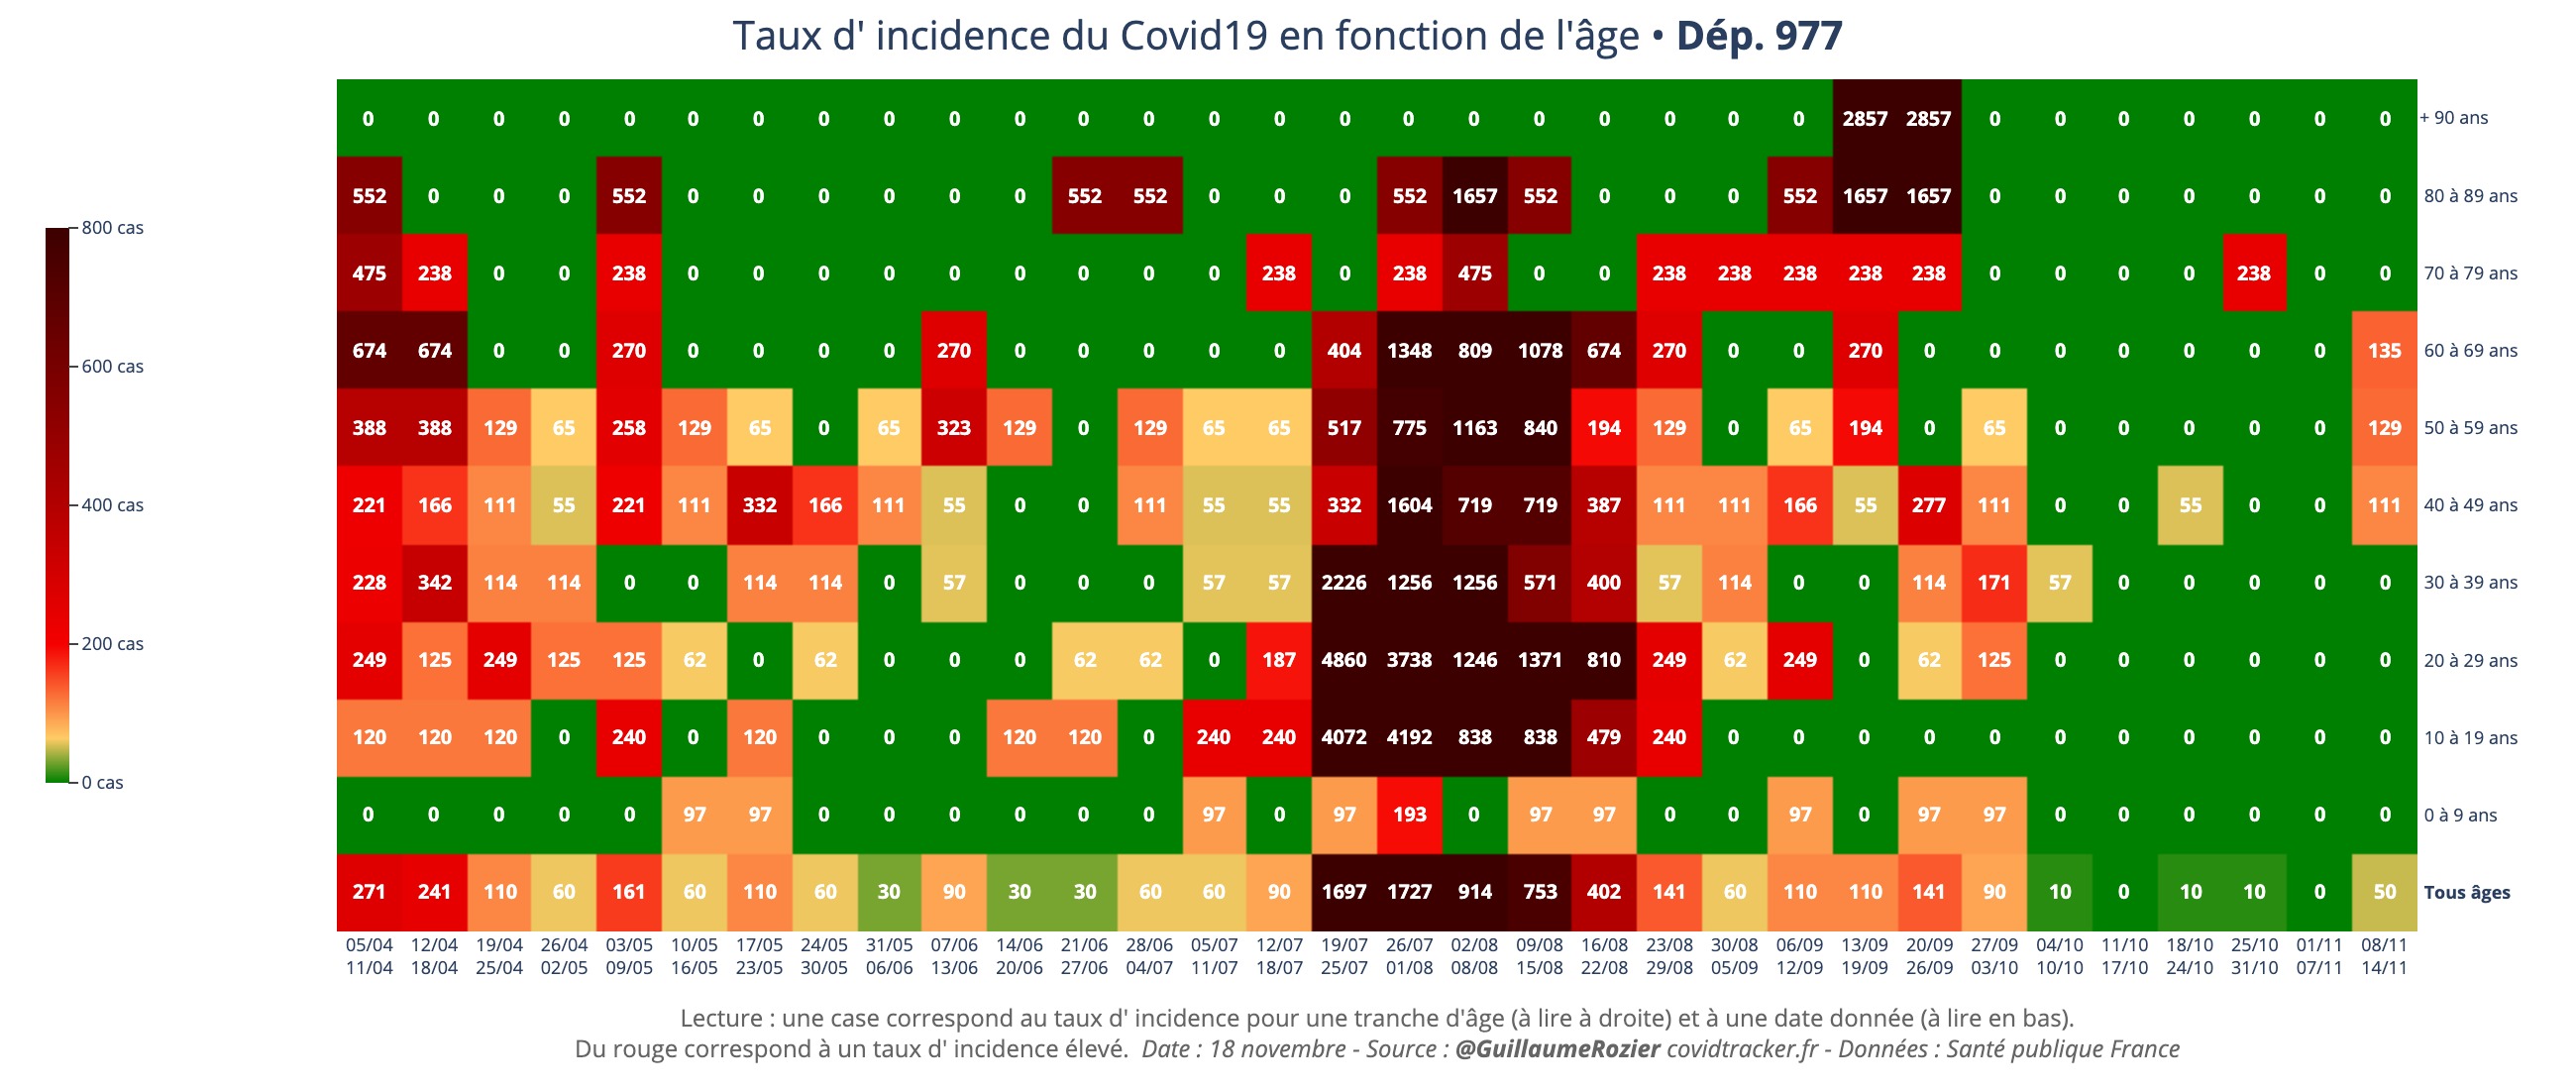 Taux d' incidence du Covid19 en fonction de l'âge • Dép. 977
0 0 0 0 0 0 0 0 0 0 0 0 0 0 0 0 0 0 0 0 0 0 0 2857 2857 0 0 0 0 0 0 0 + 90 ans
552 0 0 0 552 0 0 0 0 0 0 552 552 0 0 0 552 1657 552 0 0 0 552 1657 1657 0 0 0 0 0 0 0 80 à 89 ans
800 cas
475 238 0 0 238 0 0 0 0 0 0 0 0 0 238 0 238 475 0 0 238 238 238 238 238 0 0 0 0 238 0 0 70 à 79 ans
674 674 0 0 270 0 0 0 0 270 0 0 0 0 0 404 1348 809 1078 674 270 0 0 270 0 0 0 0 0 0 0 135 60 à 69 ans
600 cas
388 388 129 65 258 129 65 0 65 323 129 0 129 65 65 517 775 1163 840 194 129 0 65 194 0 65 0 0 0 0 0 129 50 à 59 ans
400 cas
221 166 111 55 221 111 332 166 111 55 0 0 111 55 55 332 1604 719 719 387 111 111 166 55 277 111 0 0 55 0 0 111 40 à 49 ans
228 342 114 114 0 0 114 114 0 57 0 0 0 57 57 2226 1256 1256 571 400 57 114 0 0 114 171 57 0 0 0 0 0 30 à 39 ans
200 cas
249 125 249 125 125 62 0 62 0 0 0 62 62 0 187 4860 3738 1246 1371 810 249 62 249 0 62 125 0 0 0 0 0 0 20 à 29 ans
120 120 120 0 240 0 120 0 0 0 120 120 0 240 240 4072 4192 838 838 479 240 0 0 0 0 0 0 0 0 0 0 0 10 à 19 ans
0 cas
0 0 0 0 0 97 97 0 0 0 0 0 0 97 0 97 193 0 97 97 0 0 97 0 97 97 0 0 0 0 0 0 0 à 9 ans
271 241 110 60 161 60 110 60 30 90 30 30 60 60 90 1697 1727 914 753 402 141 60 110 110 141 90 10 0 10 10 0 50 Tous âges
05/04 12/04 19/04 26/04 03/05 10/05 17/05 24/05 31/05 07/06 14/06 21/06 28/06 05/07 12/07 19/07 26/07 02/08 09/08 16/08 23/08 30/08 06/09 13/09 20/09 27/09 04/10 11/10 18/10 25/10 01/11 08/11
11/04 18/04 25/04 02/05 09/05 16/05 23/05 30/05 06/06 13/06 20/06 27/06 04/07 11/07 18/07 25/07 01/08 08/08 15/08 22/08 29/08 05/09 12/09 19/09 26/09 03/10 10/10 17/10 24/10 31/10 07/11 14/11
Lecture : une case correspond au taux d' incidence pour une tranche d'âge (à lire à droite) et à une date donnée (à lire en bas).
Du rouge correspond à un taux d' incidence élevé. Date : 18 novembre - Source : @GuillaumeRozier covidtracker.fr - Données : Santé publique France